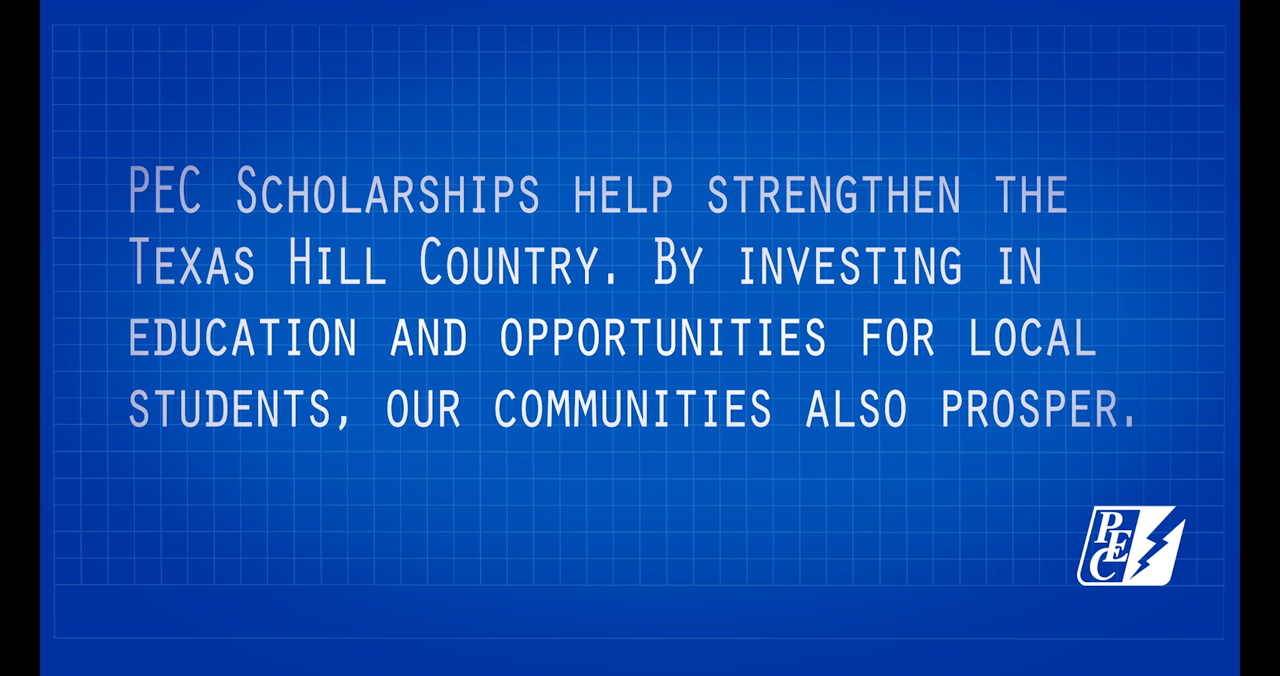 PEC Scholarships help strengthen the
Texas Hill Country. By investing in
education and opportunities for local
students, our communities also prosper.
PEC